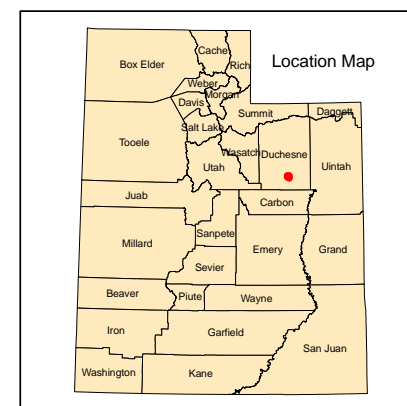 Location Map
Cache
Rich
Box Elder
Weber
Morgan
Davis
Summit
Daggett
Salt Lake
Tooele
Wasatch
Duchesne
Utah
Uintah
Juab
Carbon
Sanpete
Millard
Emery
Grand
Sevier
Beaver
Piute
Wayne
Iron
Garfield
San Juan
Washington
Kane